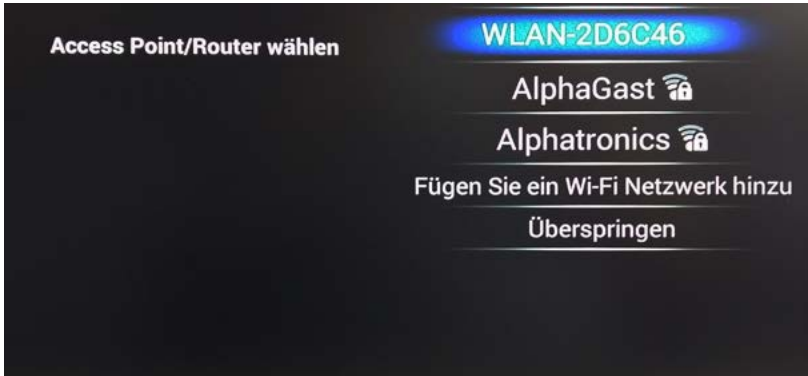 Access Point/Router wählen
WLAN-2D6C46
AlphaGast
Alphatronics
Fügen Sie ein Wi-Fi Netzwerk hinzu
Überspringen